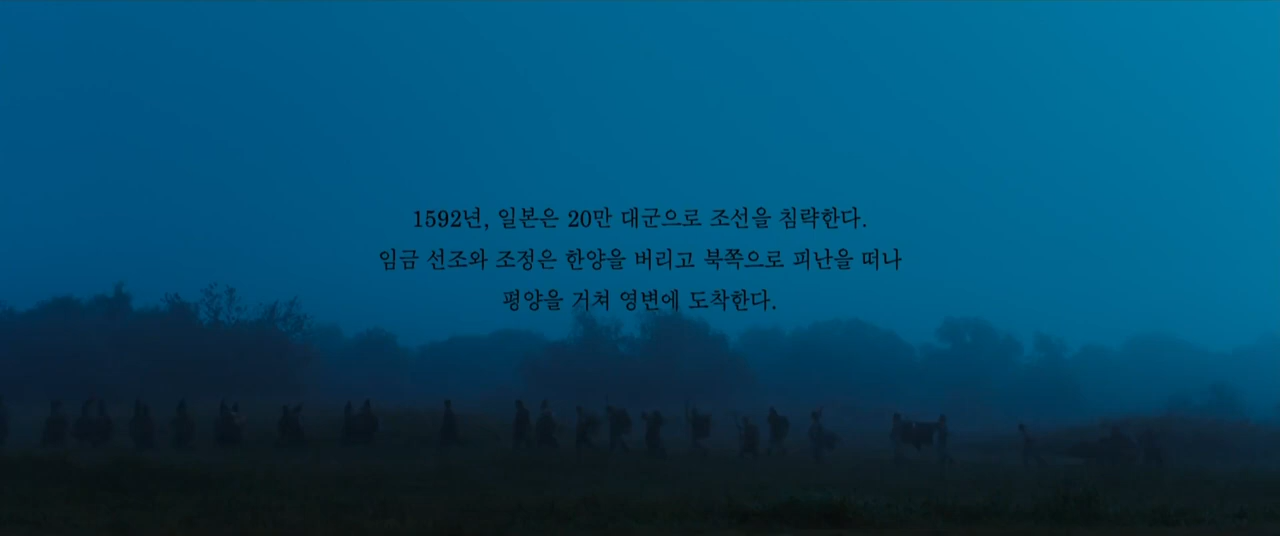 1592년, 일본은 20만 대군으로 조선을 침략한다.
임금 선조와 조정은 한양을 버리고 북쪽으로 피난을 떠나
평양을 거쳐 영변에 도착한다.